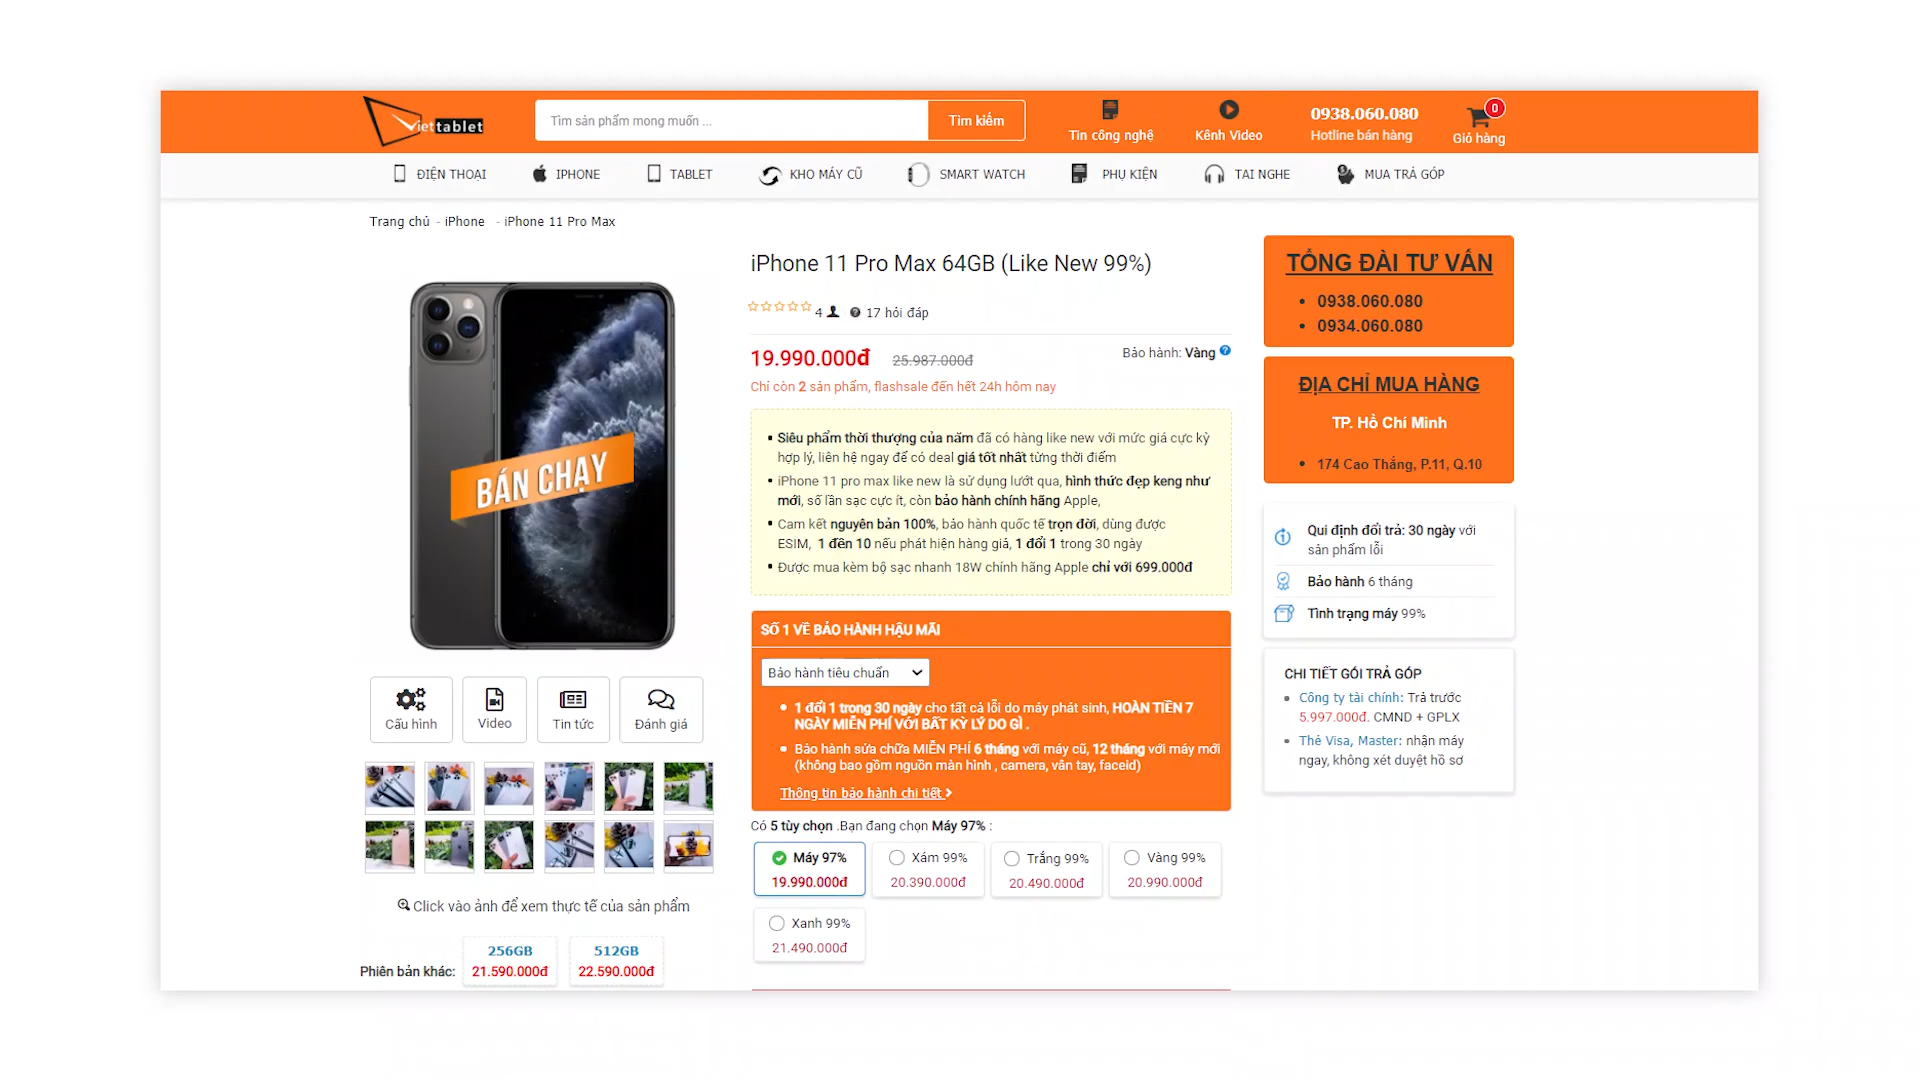 Viettablet
Tìm sản phẩm mong muốn ...
Tìm kiếm
Tin công nghệ
Kênh Video
0938.060.080
Hotline bán hàng
0
Giỏ hàng
ĐIỆN THOẠI
IPHONE
TABLET
KHO MÁY CŨ
SMART WATCH
PHỤ KIỆN
TAI NGHE
MUA TRẢ GÓP
Trang chủ - iPhone - iPhone 11 Pro Max
BÁN CHẠY
Cấu hình
Video
Tin tức
Đánh giá
Click vào ảnh để xem thực tế của sản phẩm
Phiên bản khác:
256GB
21.590.000đ
512GB
22.590.000đ
iPhone 11 Pro Max 64GB (Like New 99%)
4
17 hỏi đáp
19.990.000đ
25.987.000đ
Bảo hành: Vàng
Chỉ còn 2 sản phẩm, flashsale đến hết 24h hôm nay
Siêu phẩm thời thượng của năm đã có hàng like new với mức giá cực kỳ
hợp lý, liên hệ ngay để có deal giá tốt nhất từng thời điểm
iPhone 11 pro max like new là sử dụng lướt qua, hình thức đẹp keng như
mới, số lần sạc cực ít, còn bảo hành chính hãng Apple,
Cam kết nguyên bản 100%, bảo hành quốc tế trọn đời, dùng được
ESIM, 1 đền 10 nếu phát hiện hàng giả, 1 đổi 1 trong 30 ngày
Được mua kèm bộ sạc nhanh 18W chính hãng Apple chỉ với 699.000đ
SỐ 1 VỀ BẢO HÀNH HẬU MÃI
Bảo hành tiêu chuẩn
1 đổi 1 trong 30 ngày cho tất cả lỗi do máy phát sinh, HOÀN TIỀN 7
NGÀY MIỄN PHÍ VỚI BẤT KỲ LÝ DO GÌ .
Bảo hành sửa chữa MIỄN PHÍ 6 tháng với máy cũ, 12 tháng với máy mới
(không bao gồm nguồn màn hình , camera, vân tay, faceid)
Thông tin bảo hành chi tiết
Có 5 tùy chọn .Bạn đang chọn Máy 97% :
Máy 97%
19.990.000đ
Xám 99%
20.390.000đ
Trắng 99%
20.490.000đ
Vàng 99%
20.990.000đ
Xanh 99%
21.490.000đ
TỔNG ĐÀI TƯ VẤN
0938.060.080
0934.060.080
ĐỊA CHỈ MUA HÀNG
TP. Hồ Chí Minh
174 Cao Thắng, P.11, Q.10
Qui định đổi trả: 30 ngày với
sản phẩm lỗi
Bảo hành 6 tháng
Tình trạng máy 99%
CHI TIẾT GÓI TRẢ GÓP
Công ty tài chính: Trả trước
5.997.000đ. CMND + GPLX
Thẻ Visa, Master: nhận máy
ngay, không xét duyệt hồ sơ